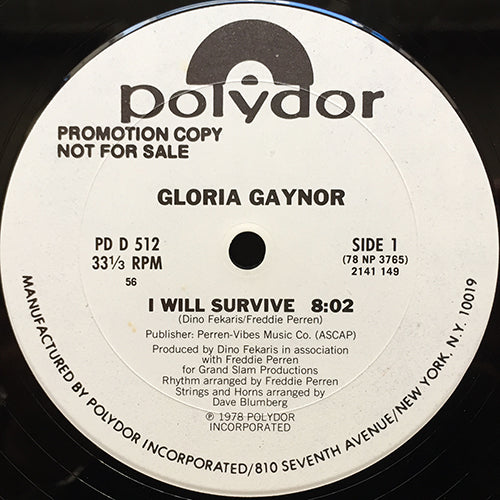 polydor
PROMOTION COPY
NOT FOR SALE
GLORIA GAYNOR
PD D 512
33⅓ RPM
56
SIDE 1
(78 NP 3765)
2141 149
I WILL SURVIVE 8:02
(Dino Fekaris/Freddie Perren)
Publisher: Perren-Vibes Music Co. (ASCAP)
Produced by Dino Fekaris in association
with Freddie Perren
for Grand Slam Productions
Rhythm arranged by Freddie Perren
Strings and Horns arranged by
Dave Blumberg
℗ 1978 POLYDOR
INCORPORATED
MANUFACTURED BY POLYDOR INCORPORATED/810 SEVENTH AVENUE/NEW YORK, N.Y. 10019